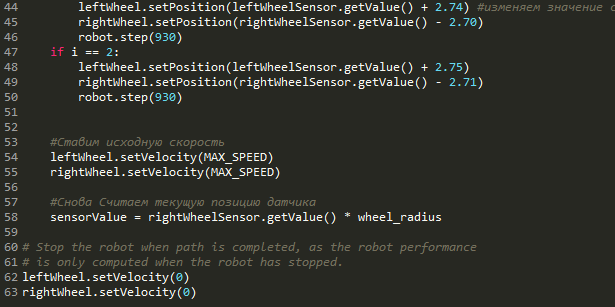 44 leftWheel.setPosition(leftWheelSensor.getValue() + 2.74) #изменяем значение
45 rightWheel.setPosition(rightWheelSensor.getValue() - 2.70)
46 robot.step(930)
47 if i == 2:
48 leftWheel.setPosition(leftWheelSensor.getValue() + 2.75)
49 rightWheel.setPosition(rightWheelSensor.getValue() - 2.71)
50 robot.step(930)
51
52
53 #Ставим исходную скорость
54 leftWheel.setVelocity(MAX_SPEED)
55 rightWheel.setVelocity(MAX_SPEED)
56
57 #Снова Считаем текущую позицию датчика
58 sensorValue = rightWheelSensor.getValue() * wheel_radius
59
60 # Stop the robot when path is completed, as the robot performance
61 # is only computed when the robot has stopped.
62 leftWheel.setVelocity(0)
63 rightWheel.setVelocity(0)